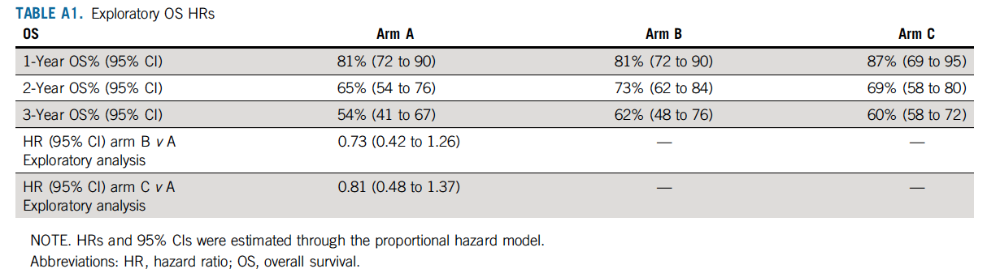 TABLE A1. Exploratory OS HRs
OS Arm A Arm B Arm C
1-Year OS% (95% CI) 81% (72 to 90) 81% (72 to 90) 87% (69 to 95)
2-Year OS% (95% CI) 65% (54 to 76) 73% (62 to 84) 69% (58 to 80)
3-Year OS% (95% CI) 54% (41 to 67) 62% (48 to 76) 60% (58 to 72)
HR (95% CI) arm B v A 0.73 (0.42 to 1.26) — —
Exploratory analysis
HR (95% CI) arm C v A 0.81 (0.48 to 1.37) — —
Exploratory analysis
NOTE. HRs and 95% CIs were estimated through the proportional hazard model.
Abbreviations: HR, hazard ratio; OS, overall survival.